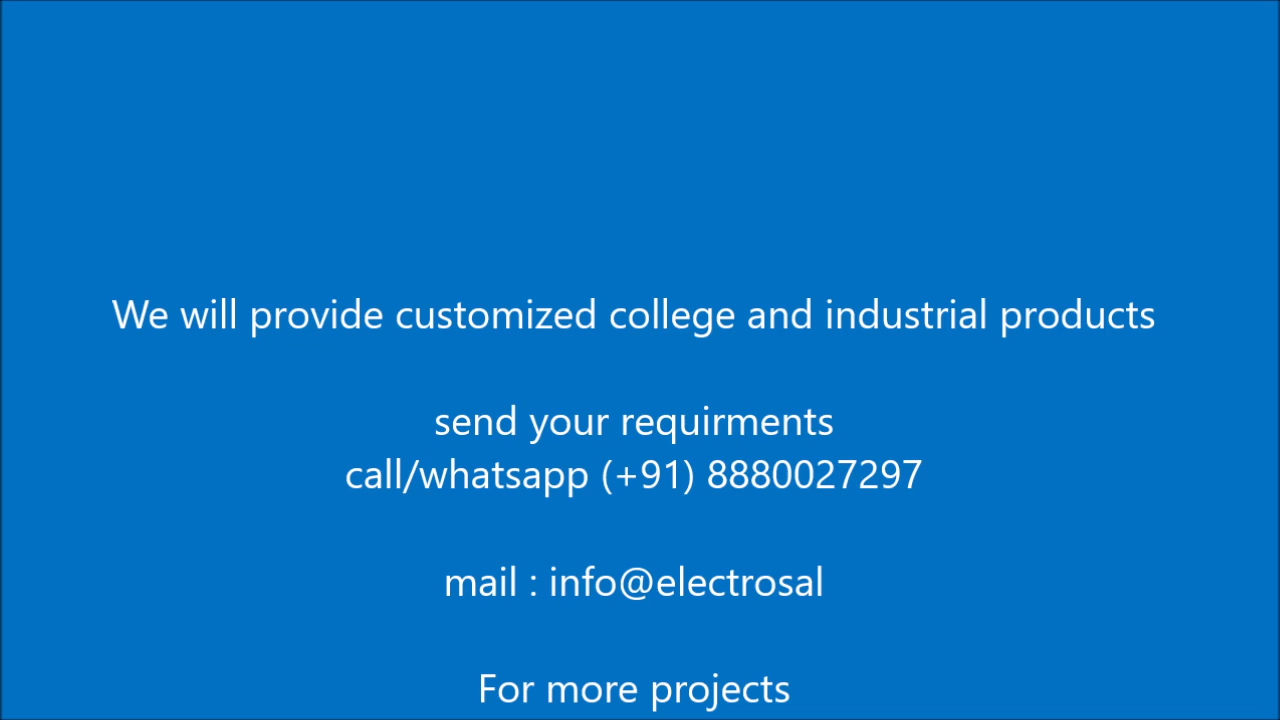 We will provide customized college and industrial products
send your requirments
call/whatsapp (+91) 8880027297
mail : info@electrosal
For more projects